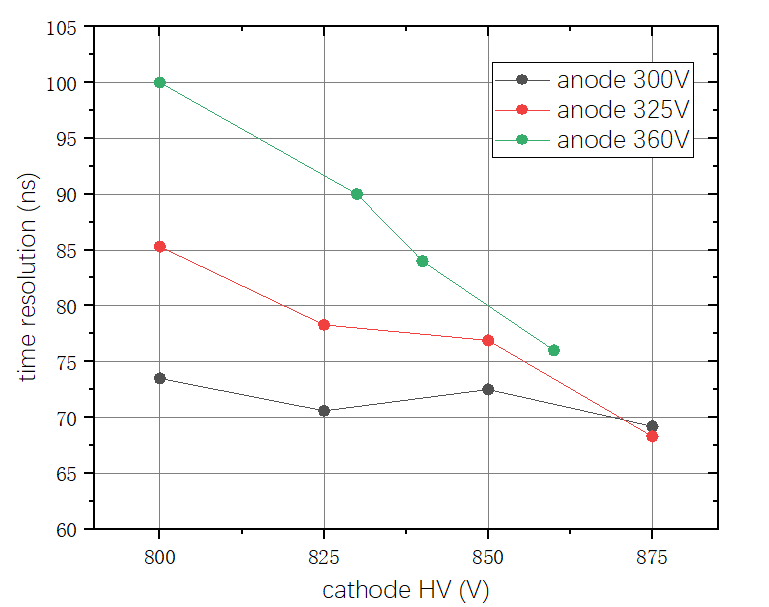 105
100
95
90
85
80
75
70
65
60
time resolution (ns)
anode 300V
anode 325V
anode 360V
800 825 850 875
cathode HV (V)